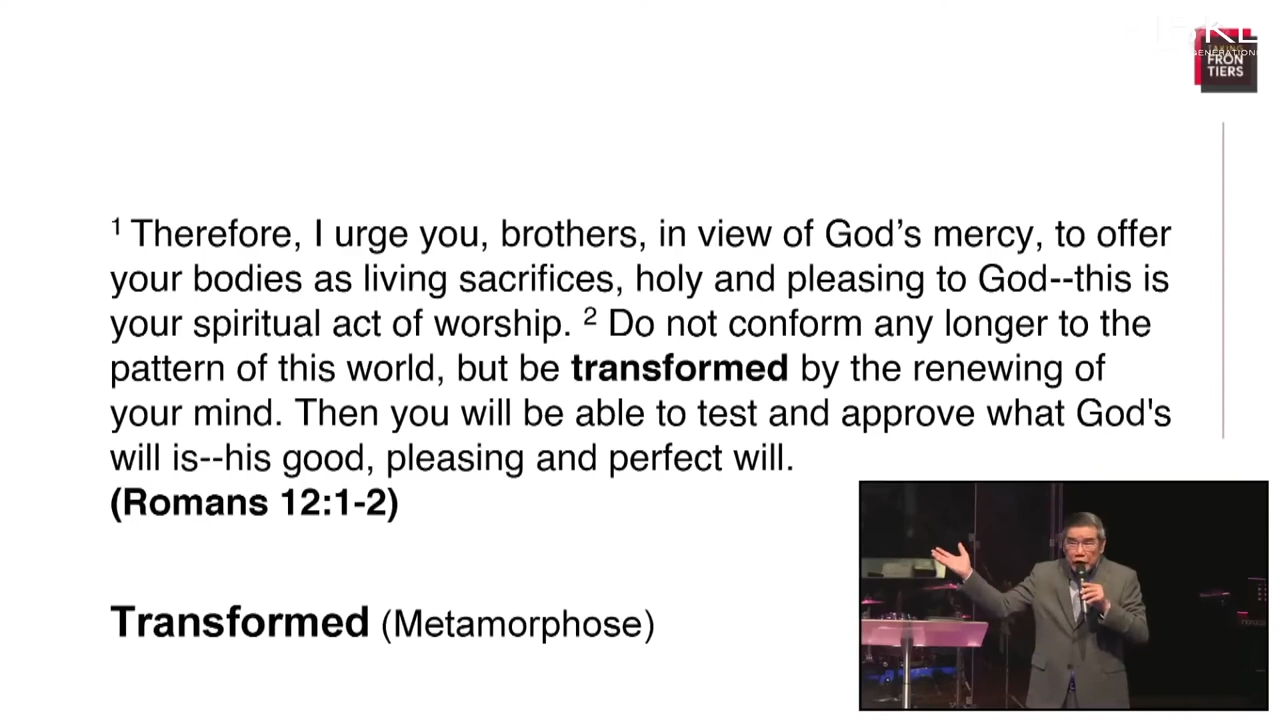 GENERATION
TAKING
FRON
TIERS
¹ Therefore, I urge you, brothers, in view of God’s mercy, to offer
your bodies as living sacrifices, holy and pleasing to God--this is
your spiritual act of worship. ² Do not conform any longer to the
pattern of this world, but be transformed by the renewing of
your mind. Then you will be able to test and approve what God's
will is--his good, pleasing and perfect will.
(Romans 12:1-2)
Transformed (Metamorphose)